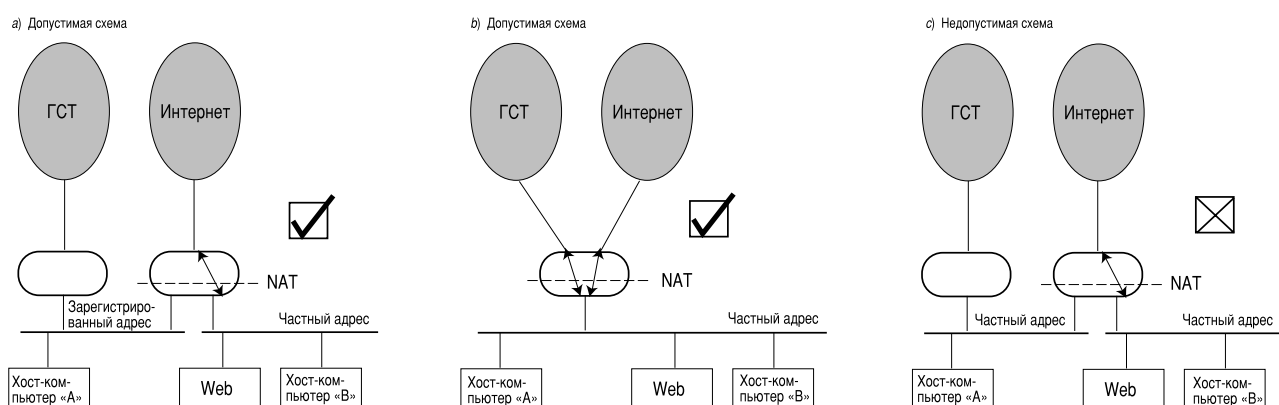 a) Допустимая схема
ГСТ
Интернет
NAT
Зарегистриро-
ванный адрес
Частный адрес
Хост-ком-
пьютер «A»
Web
Хост-ком-
пьютер «B»
b) Допустимая схема
ГСТ
Интернет
NAT
Частный адрес
Хост-ком-
пьютер «A»
Web
Хост-ком-
пьютер «B»
c) Недопустимая схема
ГСТ
Интернет
NAT
Частный адрес
Частный адрес
Хост-ком-
пьютер «A»
Web
Хост-ком-
пьютер «B»